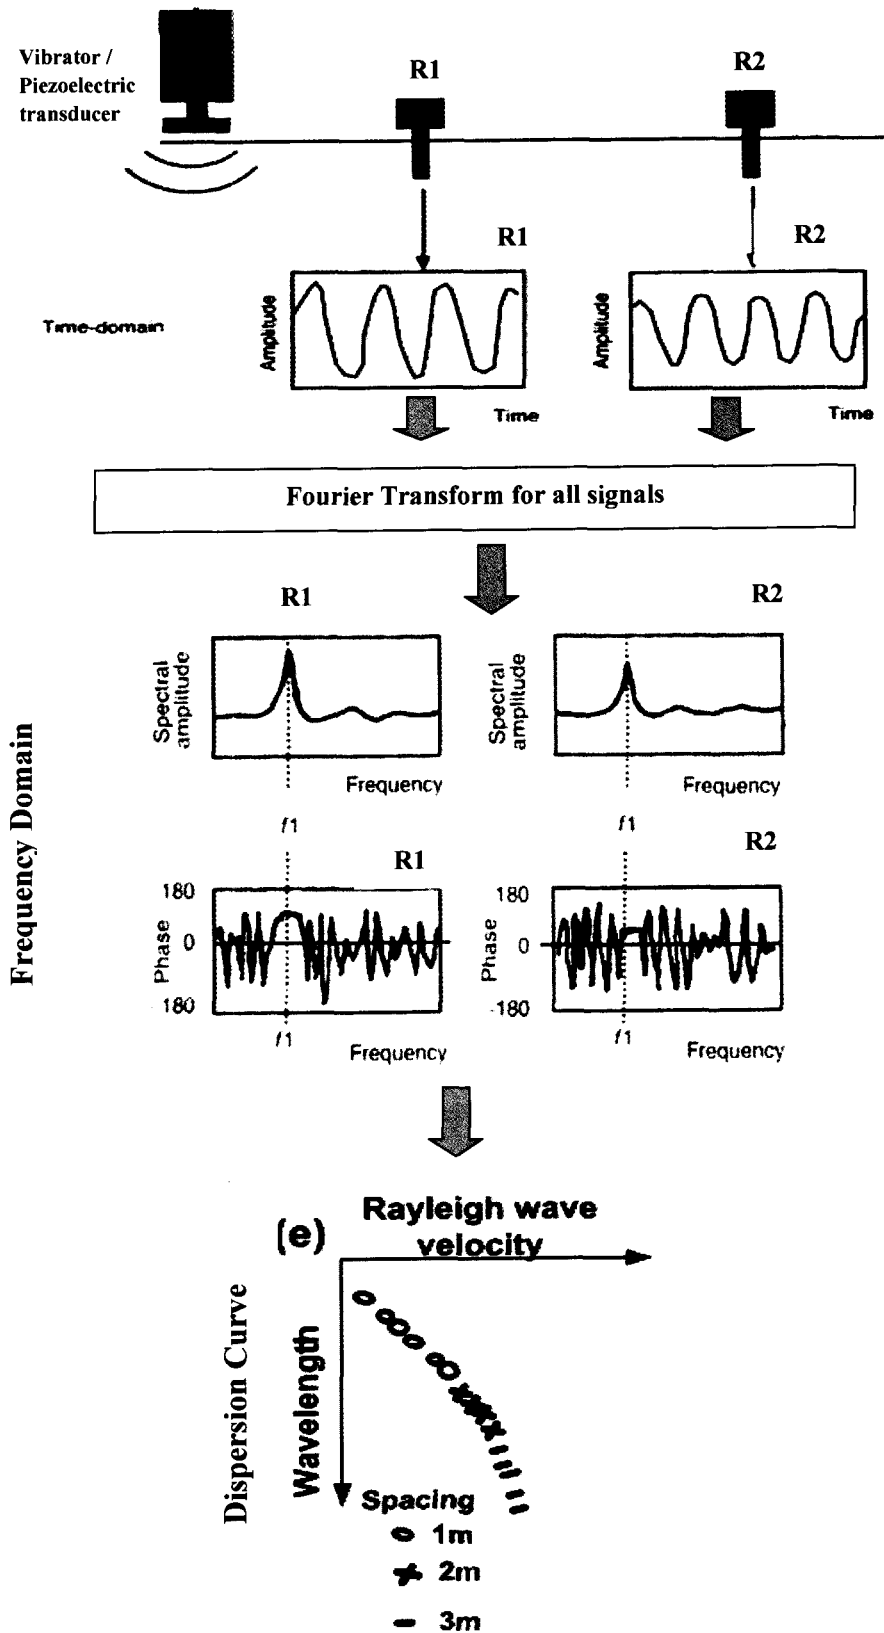 Vibrator /
Piezoelectric
transducer
R1
R2
R1
R2
Time-domain
Amplitude
Time
Amplitude
Time
Fourier Transform for all signals
R1
R2
Spectral
amplitude
Frequency
Spectral
amplitude
Frequency
f1
f1
Frequency Domain
R1
R2
180
Phase
0
180
f1
Frequency
180
Phase
0
-180
f1
Frequency
(e)
Rayleigh wave
velocity
Dispersion Curve
Wavelength
Spacing
1m
2m
3m